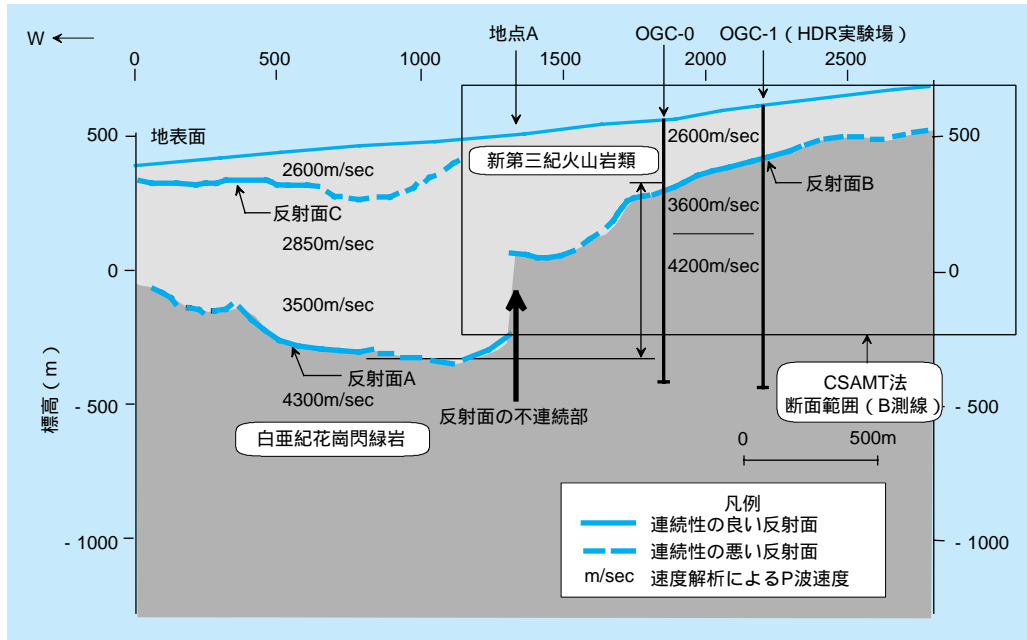 W
地点A
OGC-0
OGC-1（HDR実験場）
0
500
1000
1500
2000
2500
500
地表面
2600m/sec
2600m/sec
500
新第三紀火山岩類
反射面B
反射面C
3600m/sec
2850m/sec
4200m/sec
0
0
3500m/sec
反射面A
CSAMT法
断面範囲（B測線）
4300m/sec
- 500
反射面の不連続部
- 500
標高（m）
白亜紀花崗閃緑岩
0
500m
凡例
連続性の良い反射面
連続性の悪い反射面
m/sec 速度解析によるP波速度
- 1000
- 1000